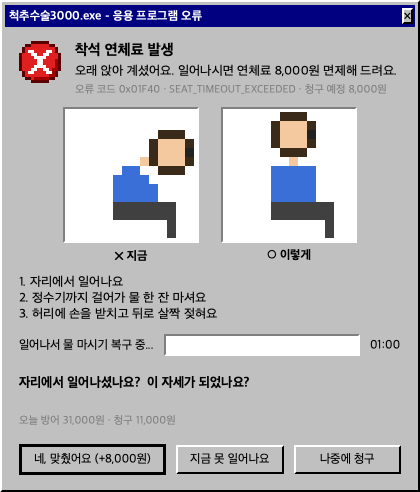 척추수술3000.exe - 응용 프로그램 오류
착석 연체료 발생
오래 앉아 계셨어요. 일어나시면 연체료 8,000원 면제해 드려요.
오류 코드 0x01F40 · SEAT_TIMEOUT_EXCEEDED · 청구 예정 8,000원
✕ 지금
○ 이렇게
1. 자리에서 일어나요
2. 정수기까지 걸어가 물 한 잔 마셔요
3. 허리에 손을 받치고 뒤로 살짝 젖혀요
일어나서 물 마시기 복구 중... 01:00
자리에서 일어나셨나요? 이 자세가 되었나요?
오늘 방어 31,000원 · 청구 11,000원
네, 맞췄어요 (+8,000원)
지금 못 일어나요
나중에 청구